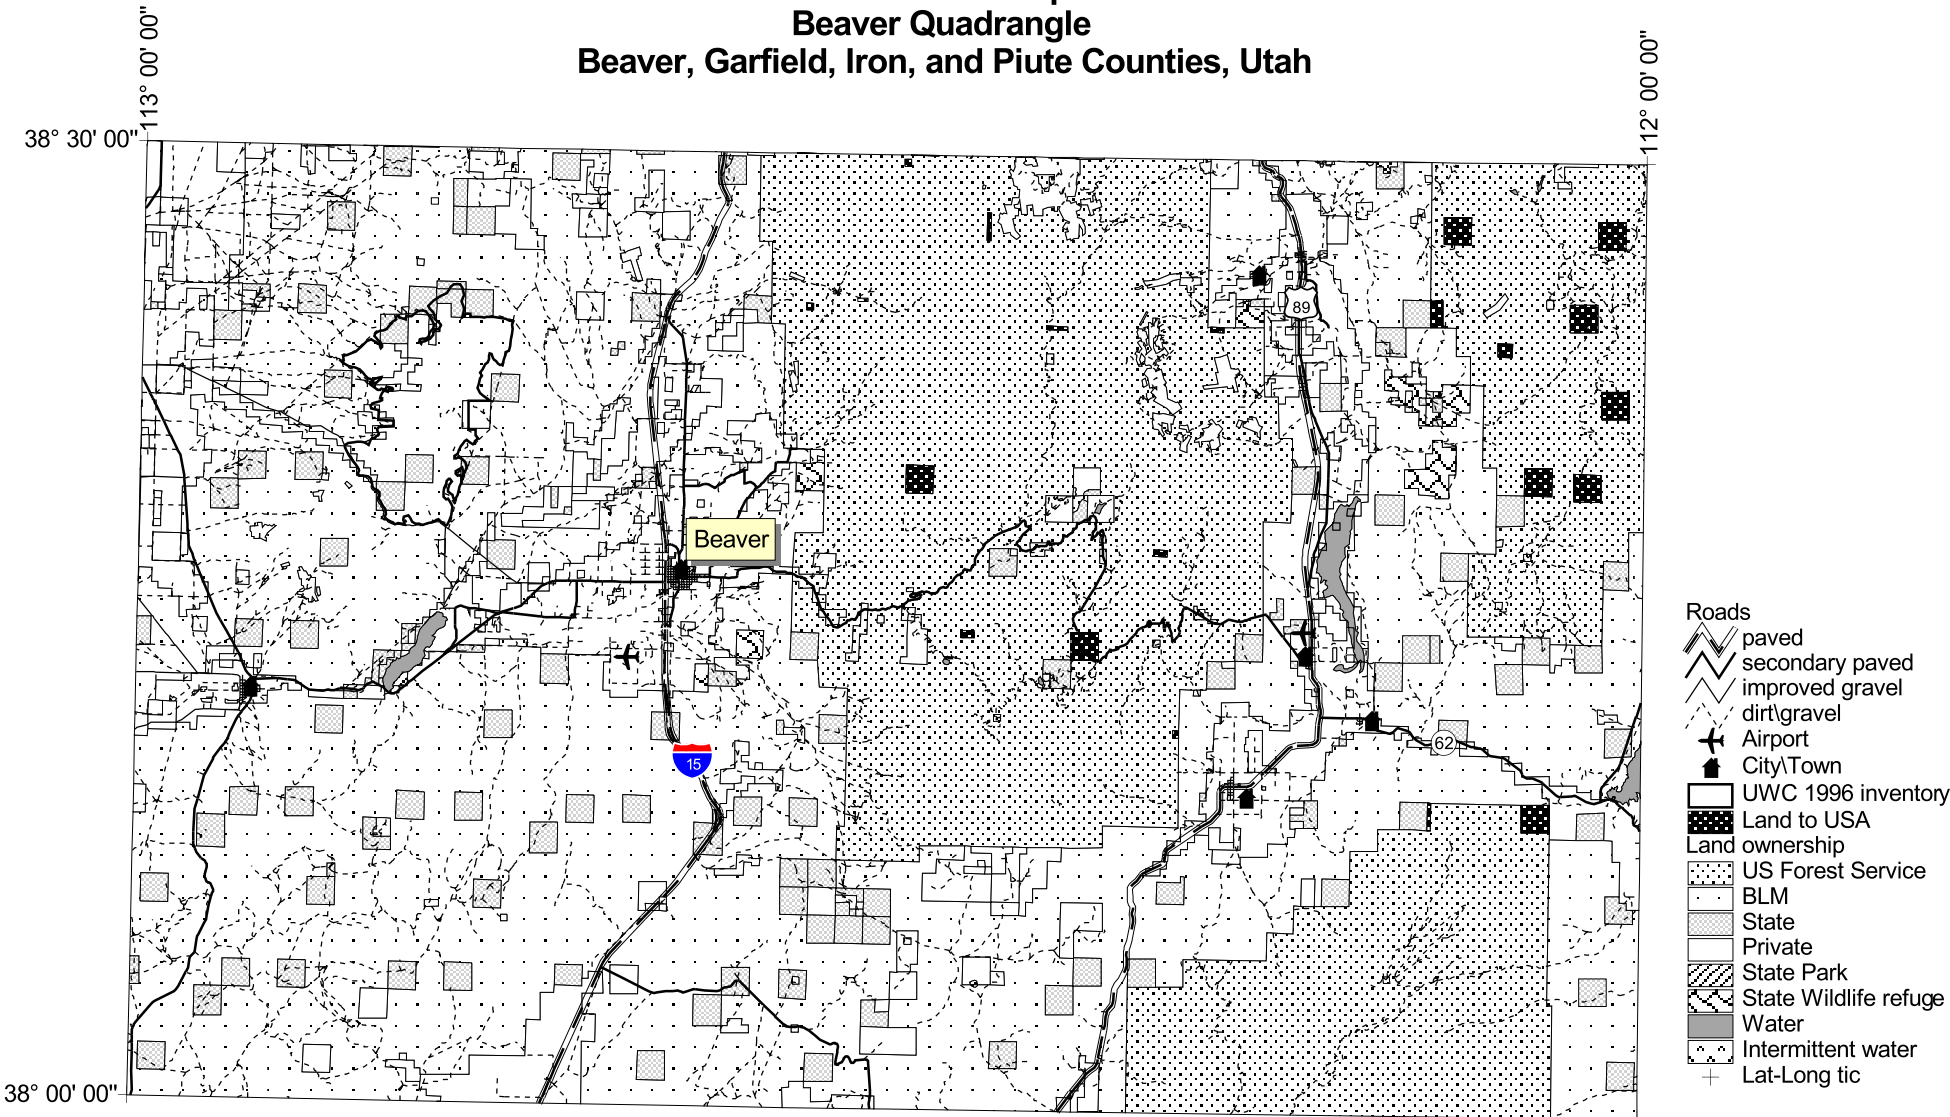 Beaver Quadrangle
Beaver, Garfield, Iron, and Piute Counties, Utah
113° 00' 00"
112° 00' 00"
38° 30' 00"
89
Beaver
15
62
38° 00' 00"
Roads
paved
secondary paved
improved gravel
dirt\gravel
Airport
City\Town
UWC 1996 inventory
Land to USA
Land ownership
US Forest Service
BLM
State
Private
State Park
State Wildlife refuge
Water
Intermittent water
Lat-Long tic